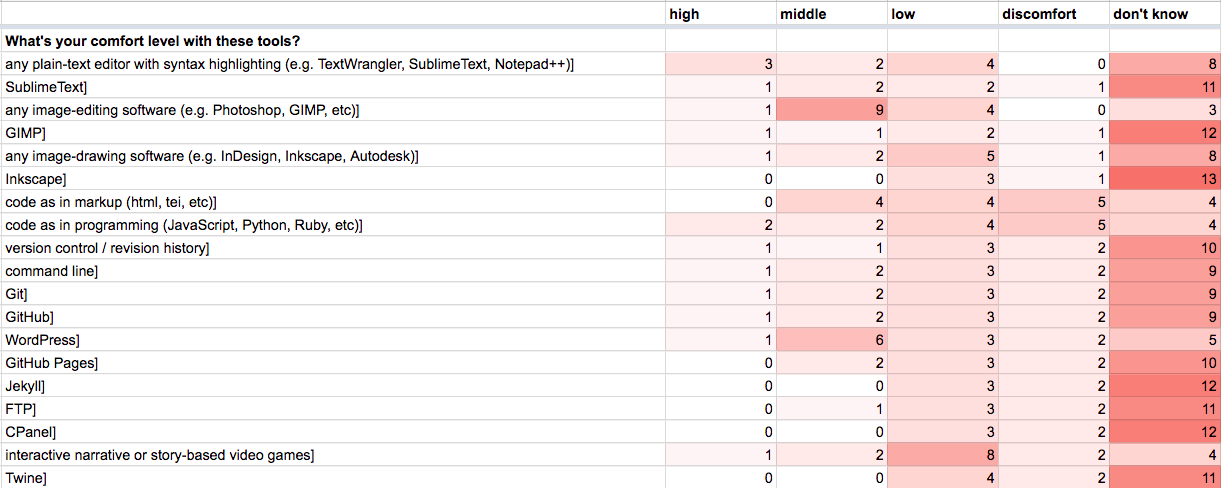 high middle low discomfort don't know
What's your comfort level with these tools?
any plain-text editor with syntax highlighting (e.g. TextWrangler, SublimeText, Notepad++)] 3 2 4 0 8
SublimeText] 1 2 2 1 11
any image-editing software (e.g. Photoshop, GIMP, etc)] 1 9 4 0 3
GIMP] 1 1 2 1 12
any image-drawing software (e.g. InDesign, Inkscape, Autodesk)] 1 2 5 1 8
Inkscape] 0 0 3 1 13
code as in markup (html, tei, etc)] 0 4 4 5 4
code as in programming (JavaScript, Python, Ruby, etc)] 2 2 4 5 4
version control / revision history] 1 1 3 2 10
command line] 1 2 3 2 9
Git] 1 2 3 2 9
GitHub] 1 2 3 2 9
WordPress] 1 6 3 2 5
GitHub Pages] 0 2 3 2 10
Jekyll] 0 0 3 2 12
FTP] 0 1 3 2 11
CPanel] 0 0 3 2 12
interactive narrative or story-based video games] 1 2 8 2 4
Twine] 0 0 4 2 11